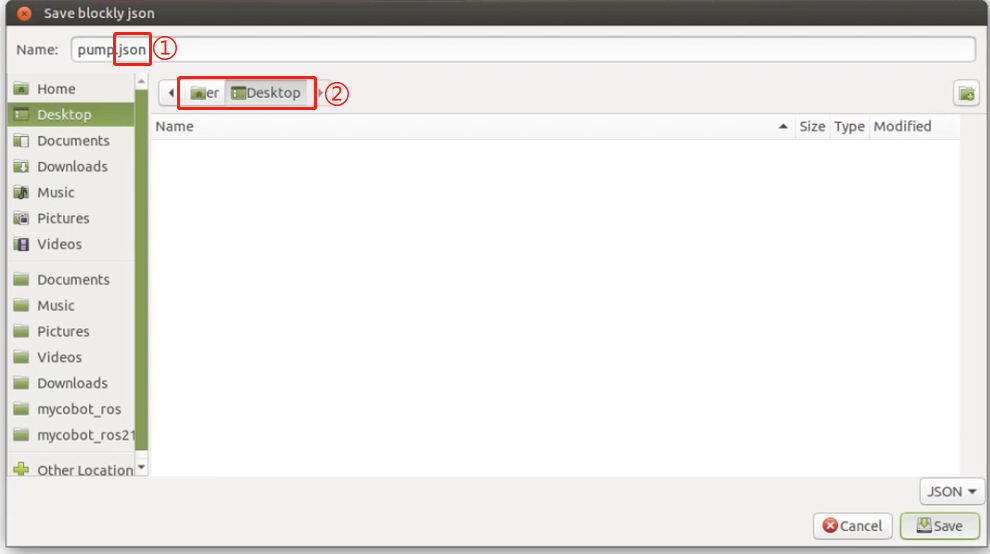 Save blockly json
Name: pump.json ①
Home
Desktop
Documents
Downloads
Music
Pictures
Videos
Documents
Music
Pictures
Videos
Downloads
mycobot_ros
mycobot_ros21
Other Location
er Desktop ②
Name Size Type Modified
JSON
Cancel Save